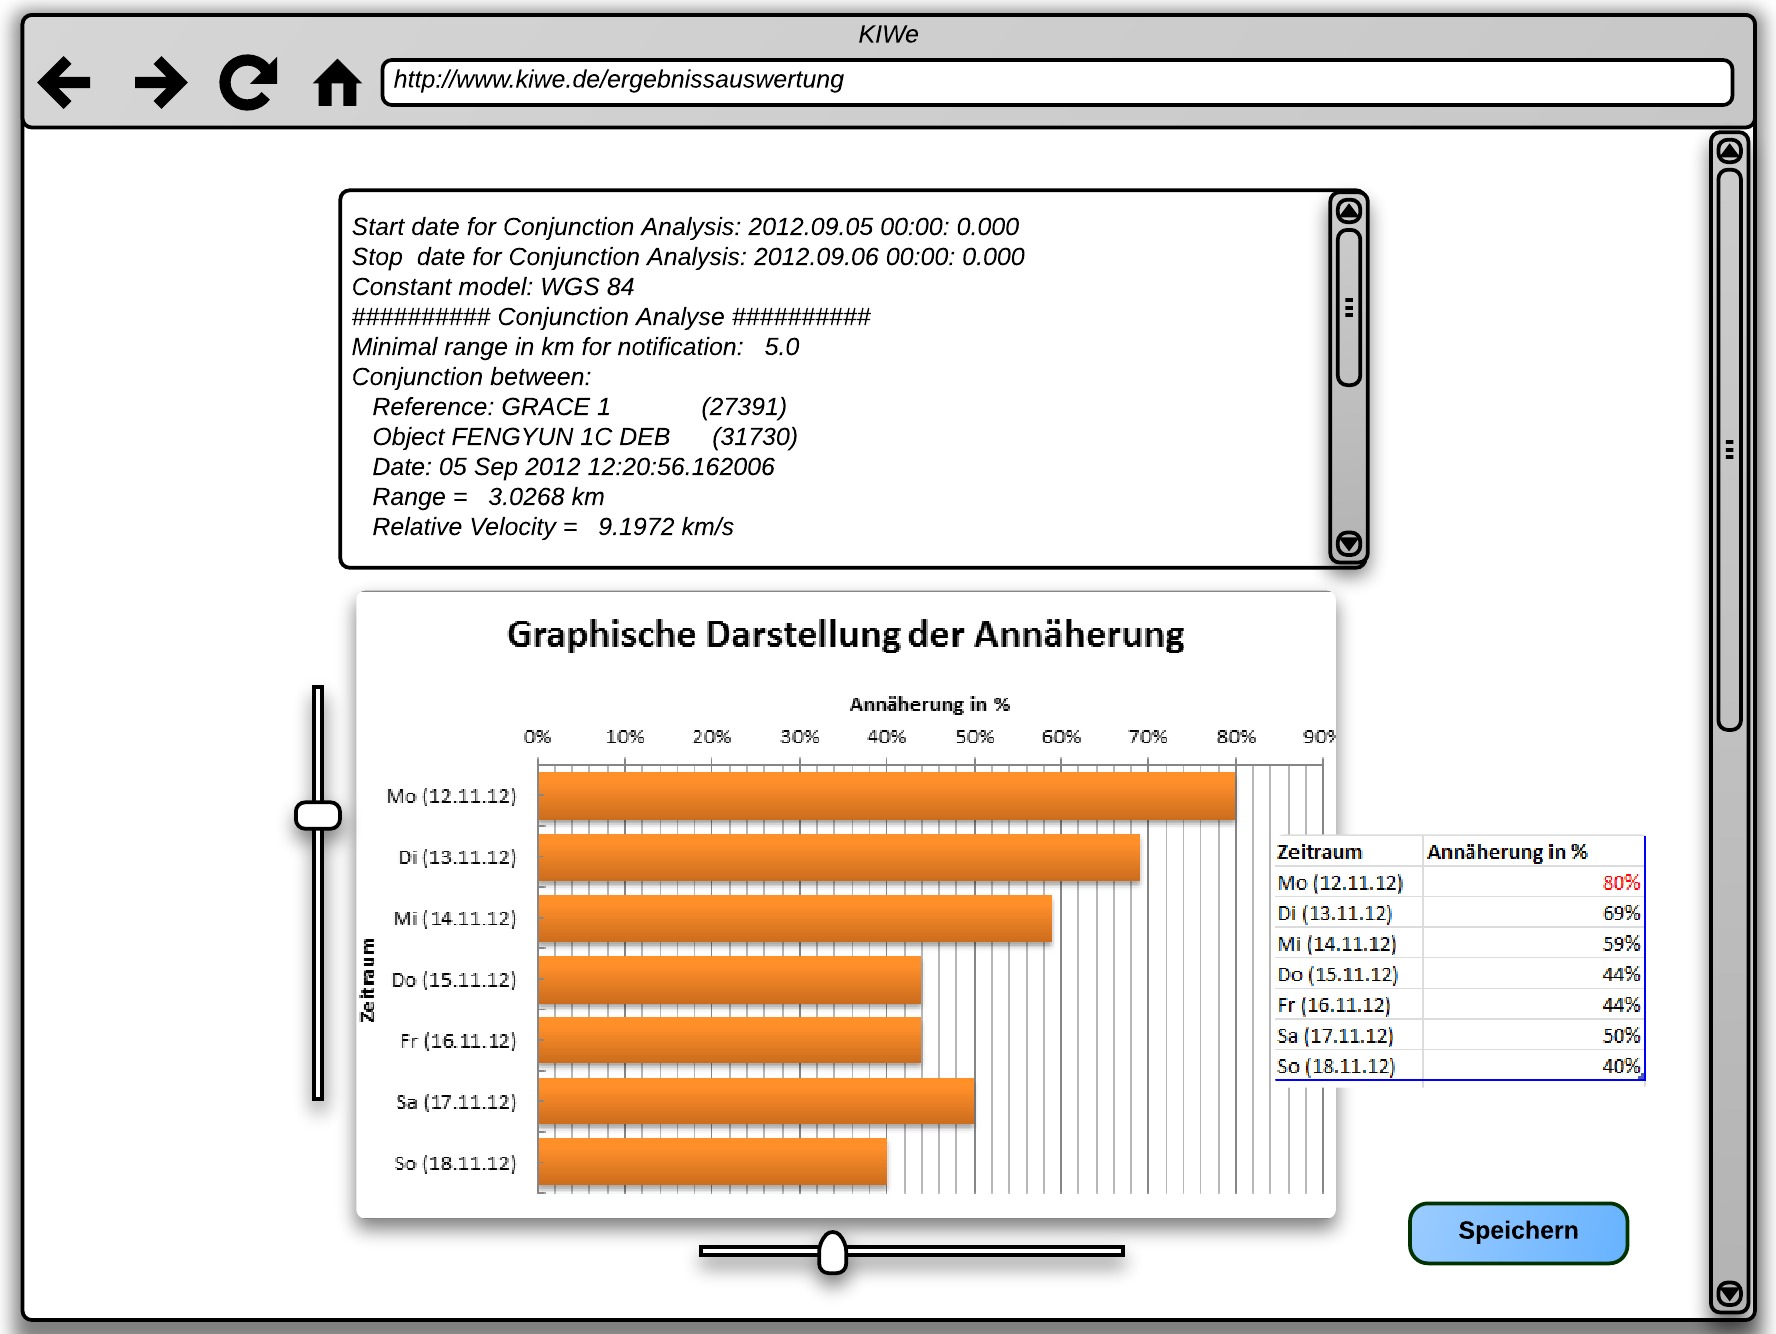 KIWe
http://www.kiwe.de/ergebnissauswertung
Start date for Conjunction Analysis: 2012.09.05 00:00: 0.000
Stop  date for Conjunction Analysis: 2012.09.06 00:00: 0.000
Constant model: WGS 84
########## Conjunction Analyse ##########
Minimal range in km for notification:   5.0
Conjunction between:
Reference: GRACE 1             (27391)
Object FENGYUN 1C DEB      (31730)
Date: 05 Sep 2012 12:20:56.162006
Range =   3.0268 km
Relative Velocity =   9.1972 km/s
Graphische Darstellung der Annäherung
Annäherung in %
0% 10% 20% 30% 40% 50% 60% 70% 80% 90%
Zeitraum
Mo (12.11.12)
Di (13.11.12)
Mi (14.11.12)
Do (15.11.12)
Fr (16.11.12)
Sa (17.11.12)
So (18.11.12)
Zeitraum Annäherung in %
Mo (12.11.12) 80%
Di (13.11.12) 69%
Mi (14.11.12) 59%
Do (15.11.12) 44%
Fr (16.11.12) 44%
Sa (17.11.12) 50%
So (18.11.12) 40%
Speichern